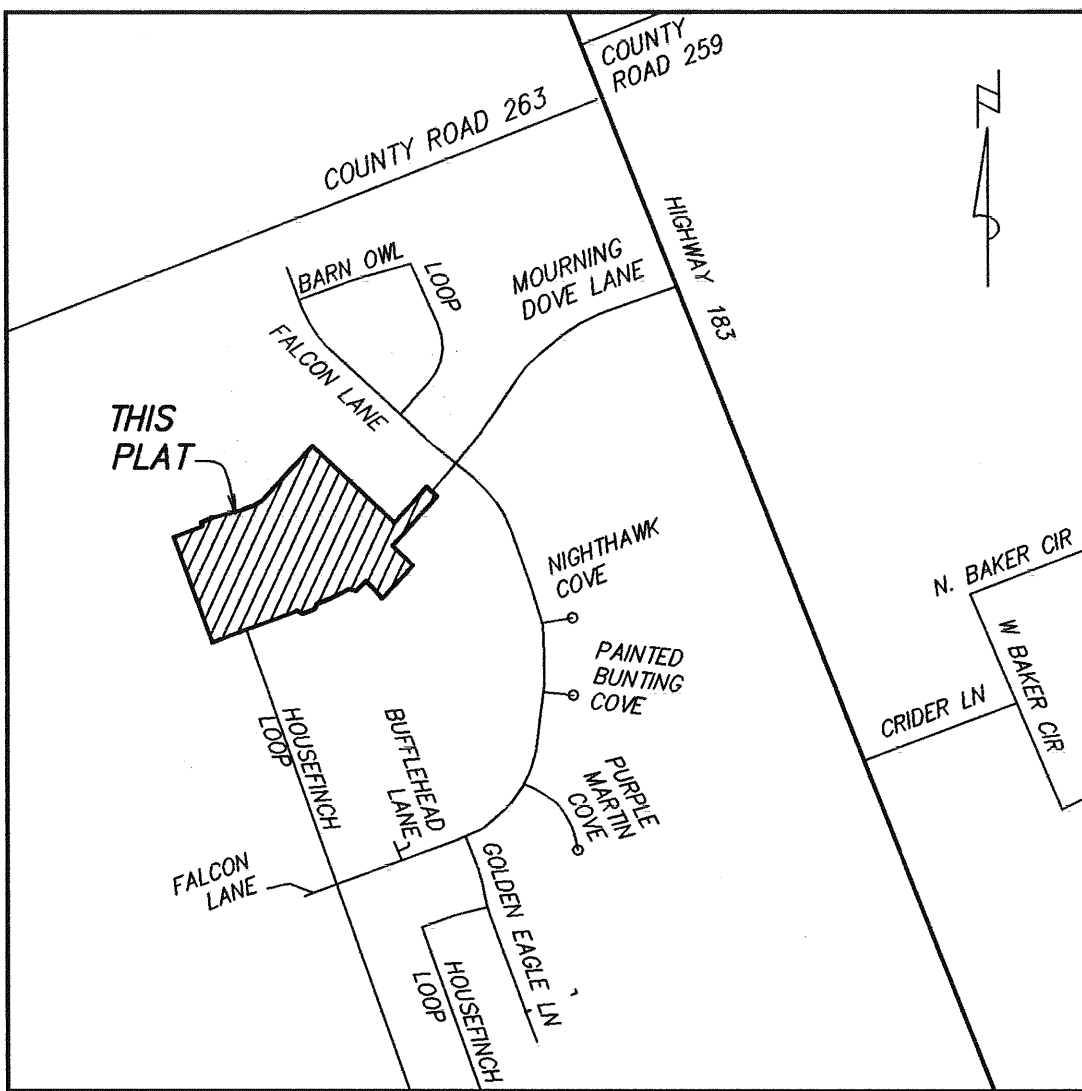 COUNTY
ROAD 259
COUNTY ROAD 263
N
HIGHWAY 183
BARN OWL
LOOP
MOURNING
DOVE LANE
FALCON LANE
THIS
PLAT
NIGHTHAWK
COVE
N. BAKER CIR
W BAKER CIR
PAINTED
BUNTING
COVE
CRIDER LN
HOUSEFINCH
LOOP
BUFFLEHEAD
LANE
PURPLE
MARTIN
COVE
FALCON
LANE
GOLDEN EAGLE LN
HOUSEFINCH
LOOP